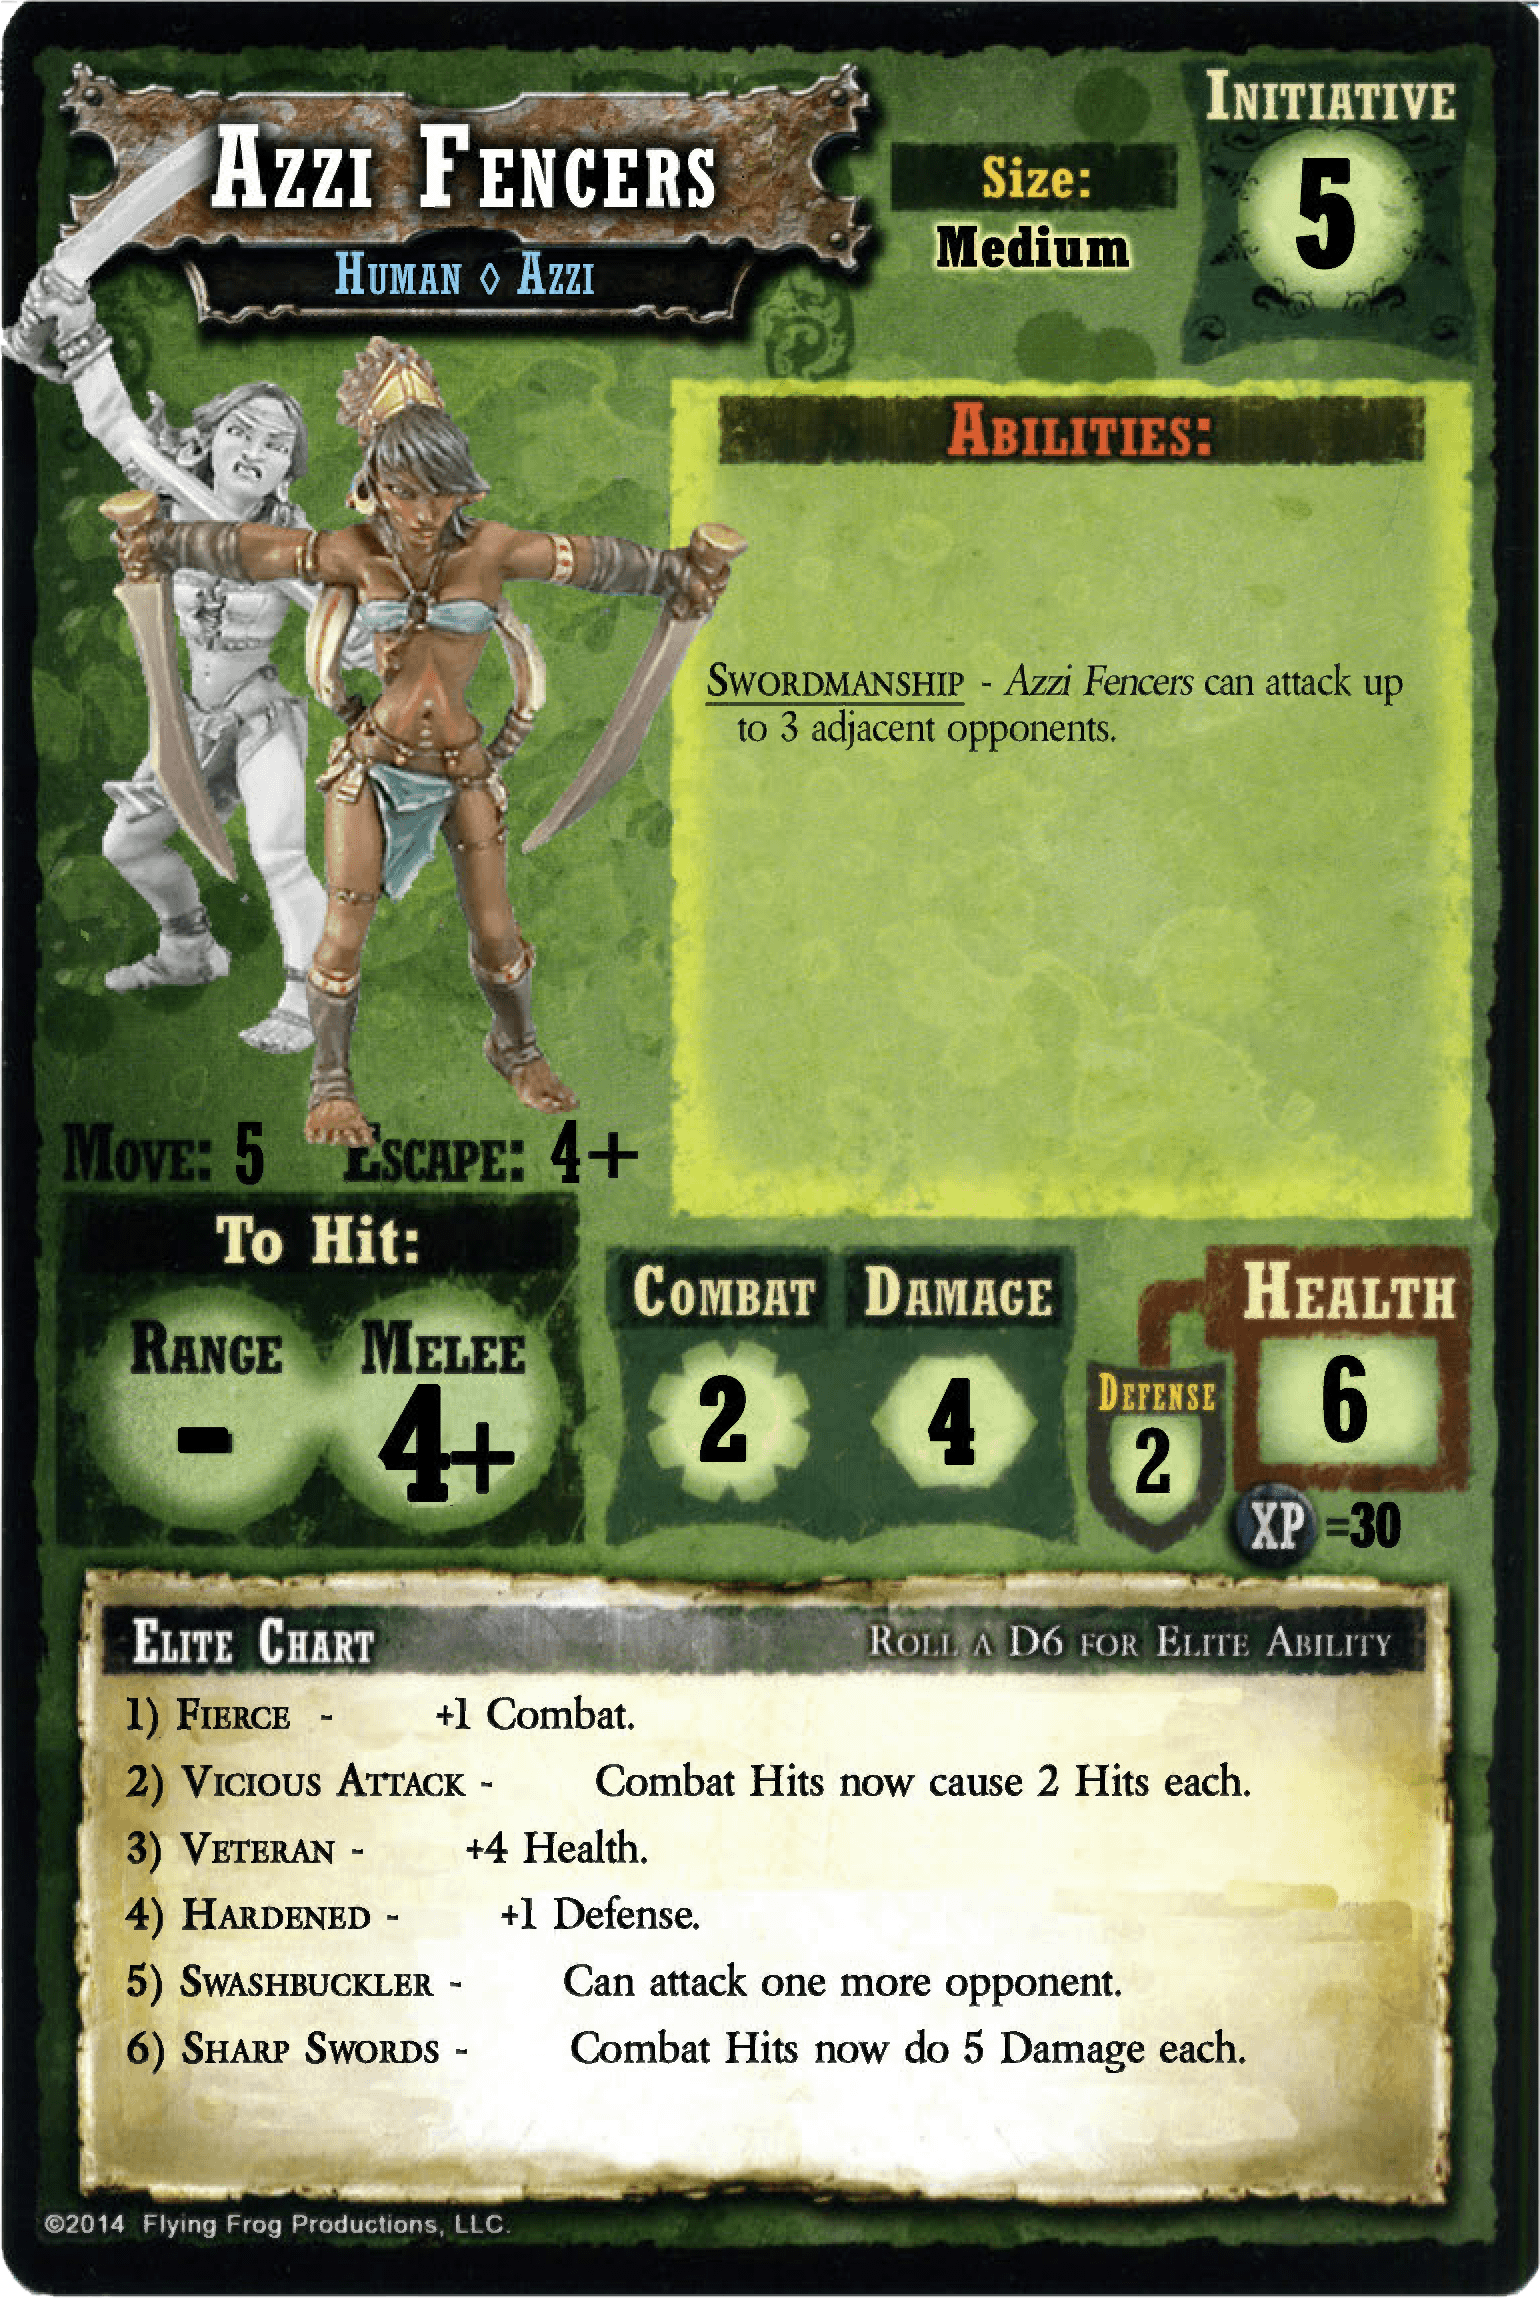 AZZI FENCERS
HUMAN ◊ AZZI
Size:
Medium
INITIATIVE
5
ABILITIES:
SWORDMANSHIP - Azzi Fencers can attack up
to 3 adjacent opponents.
MOVE: 5 ESCAPE: 4+
To Hit:
RANGE MELEE
- 4+
COMBAT DAMAGE
2 4
DEFENSE
2
HEALTH
6
XP =30
ELITE CHART ROLL A D6 FOR ELITE ABILITY
1) FIERCE - +1 Combat.
2) VICIOUS ATTACK - Combat Hits now cause 2 Hits each.
3) VETERAN - +4 Health.
4) HARDENED - +1 Defense.
5) SWASHBUCKLER - Can attack one more opponent.
6) SHARP SWORDS - Combat Hits now do 5 Damage each.
©2014 Flying Frog Productions, LLC.